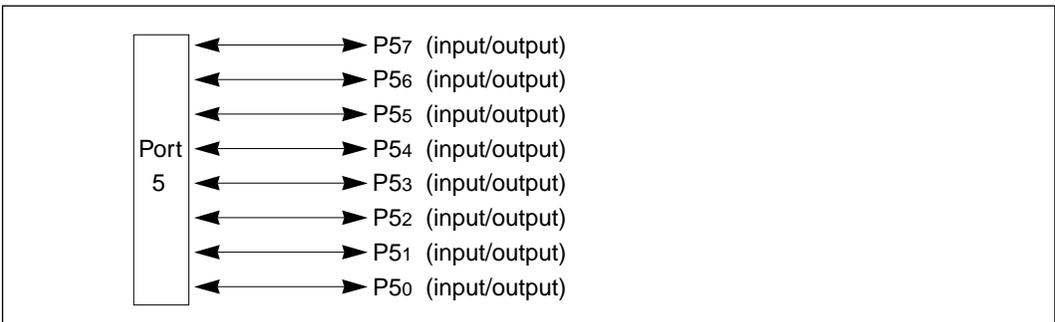 P57 (input/output)
P56 (input/output)
P55 (input/output)
Port P54 (input/output)
5 P53 (input/output)
P52 (input/output)
P51 (input/output)
P50 (input/output)